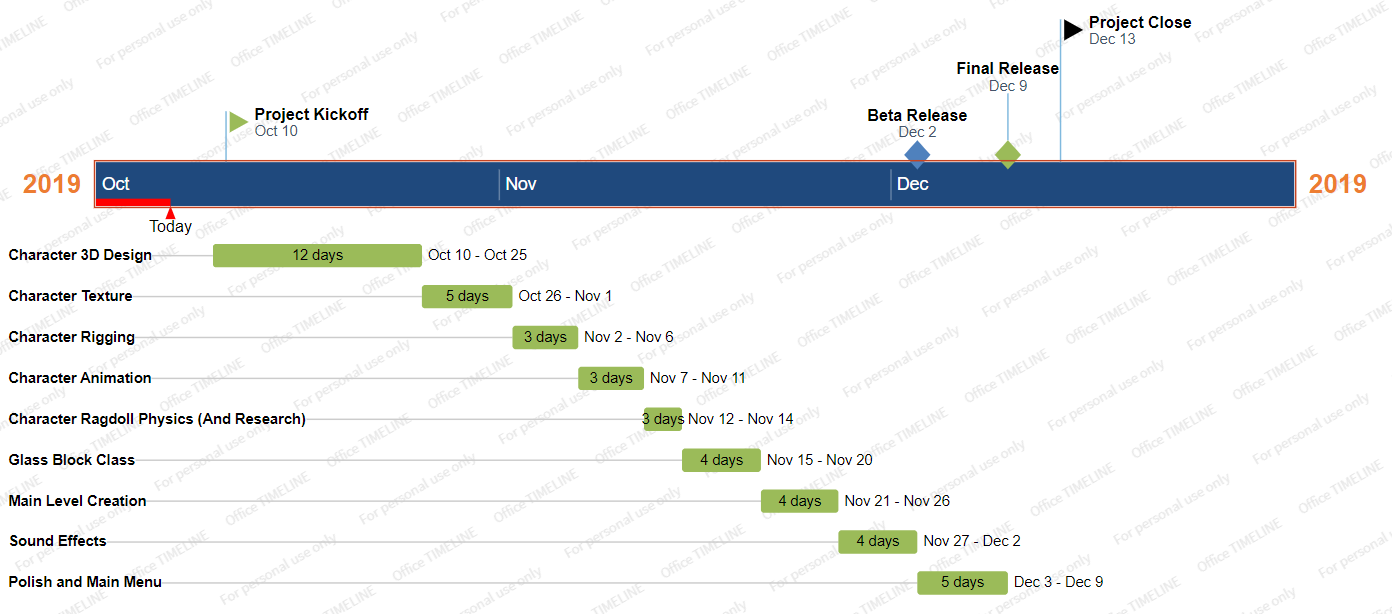 Project Close
Dec 13
Final Release
Dec 9
Project Kickoff
Oct 10
Beta Release
Dec 2
2019 Oct Nov Dec 2019
Today
Character 3D Design 12 days Oct 10 - Oct 25
Character Texture 5 days Oct 26 - Nov 1
Character Rigging 3 days Nov 2 - Nov 6
Character Animation 3 days Nov 7 - Nov 11
Character Ragdoll Physics (And Research) 3 days Nov 12 - Nov 14
Glass Block Class 4 days Nov 15 - Nov 20
Main Level Creation 4 days Nov 21 - Nov 26
Sound Effects 4 days Nov 27 - Dec 2
Polish and Main Menu 5 days Dec 3 - Dec 9
For personal use only
Office TIMELINE